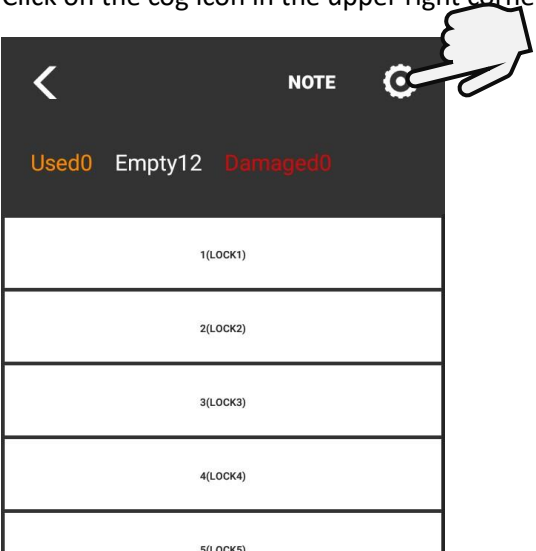 Click on the cog icon in the upper right corne
NOTE
Used0 Empty12 Damaged0
1(LOCK1)
2(LOCK2)
3(LOCK3)
4(LOCK4)
5(LOCK5)